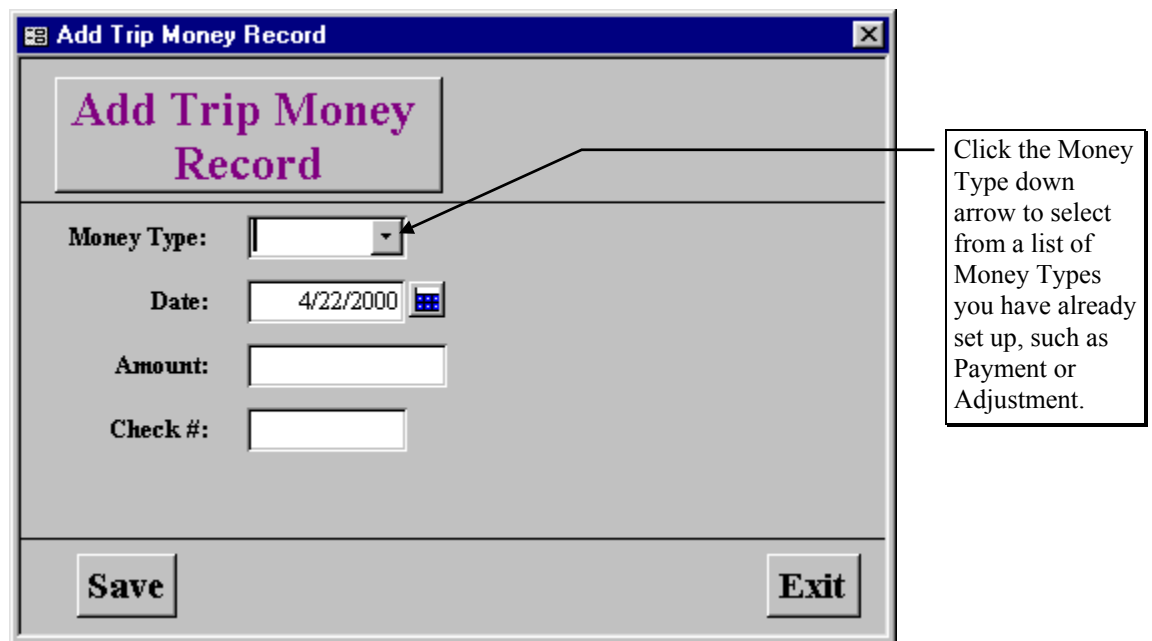 Add Trip Money Record
Add Trip Money
Record
Money Type:
Date: 4/22/2000
Amount:
Check #:
Save Exit
Click the Money
Type down
arrow to select
from a list of
Money Types
you have already
set up, such as
Payment or
Adjustment.